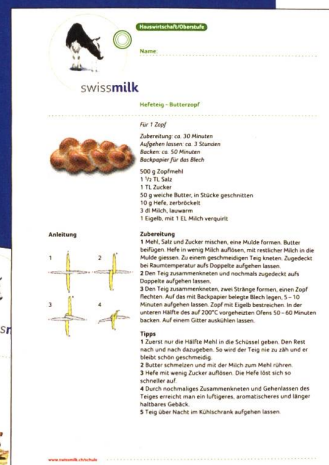 Hauswirtschaft/Oberstufe
Name:
swissmilk
Hefeteig - Butterzopf
Für 1 Zopf
Zubereitung: ca. 30 Minuten
Aufgehen lassen: ca. 3 Stunden
Backen: ca. 50 Minuten
Backpapier für das Blech
500 g Zopfmehl
1 ½ TL Salz
1 TL Zucker
50 g weiche Butter, in Stücke geschnitten
10 g Hefe, zerbröckelt
3 dl Milch, lauwarm
1 Eigelb, mit 1 EL Milch verquirlt
Anleitung
1
2
3
4
Zubereitung
1 Mehl, Salz und Zucker mischen, eine Mulde formen. Butter
beifügen. Hefe in wenig Milch auflösen, mit restlicher Milch in die
Mulde giessen. Zu einem geschmeidigen Teig kneten. Zugedeckt
bei Raumtemperatur aufs Doppelte aufgehen lassen.
2 Den Teig zusammenkneten und nochmals zugedeckt aufs
Doppelte aufgehen lassen.
3 Den Teig zusammenkneten, zwei Stränge formen, einen Zopf
flechten. Auf das mit Backpapier belegte Blech legen, 5 – 10
Minuten aufgehen lassen. Zopf mit Eigelb bestreichen. In der
unteren Hälfte des auf 200°C vorgeheizten Ofens 50 – 60 Minuten
backen. Auf einem Gitter auskühlen lassen.
Tipps
1 Zuerst nur die Hälfte Mehl in die Schüssel geben. Den Rest
nach und nach dazugeben. So wird der Teig nie zu zäh und er
bleibt schön geschmeidig.
2 Butter schmelzen und mit der Milch zum Mehl rühren.
3 Hefe mit wenig Zucker auflösen. Die Hefe löst sich so
schneller auf.
4 Durch nochmaliges Zusammenkneten und Gehenlassen des
Teiges erreicht man ein luftigeres, aromatischeres und länger
haltbares Gebäck.
5 Teig über Nacht im Kühlschrank aufgehen lassen.
www.swissmilk.ch/schule